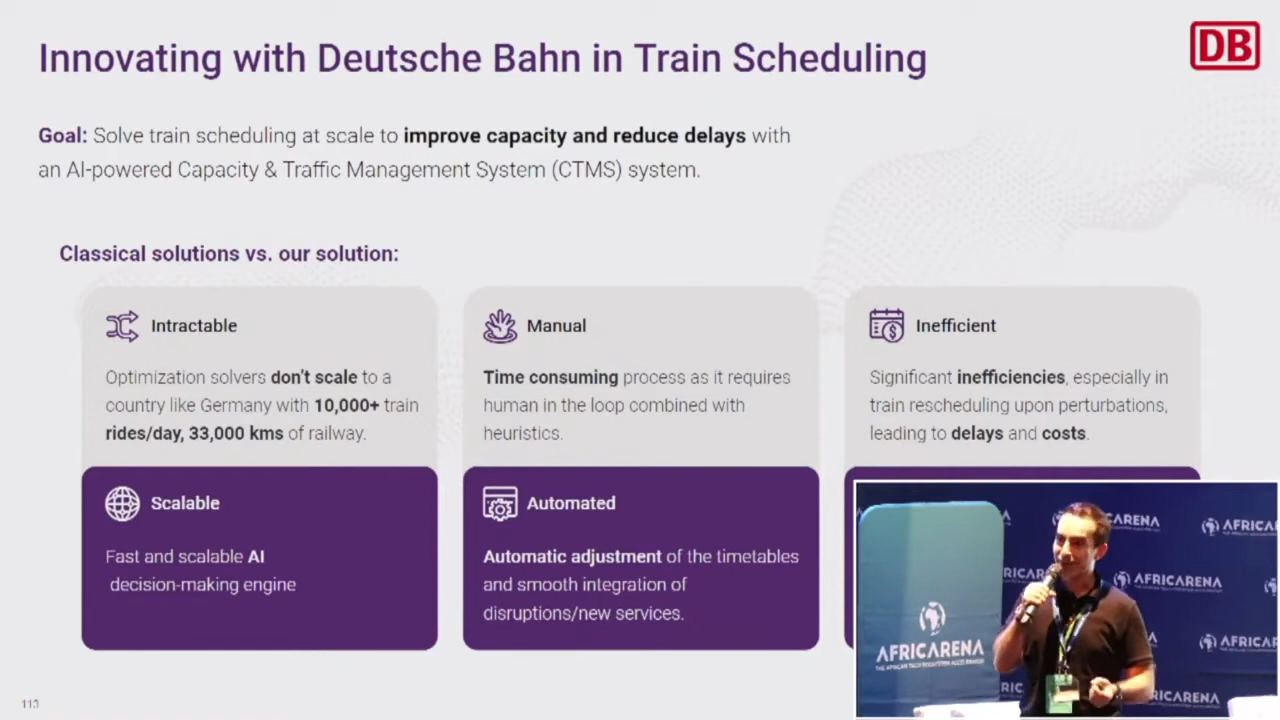 Innovating with Deutsche Bahn in Train Scheduling
DB
Goal: Solve train scheduling at scale to improve capacity and reduce delays with
an AI-powered Capacity & Traffic Management System (CTMS) system.
Classical solutions vs. our solution:
Intractable
Optimization solvers don't scale to a
country like Germany with 10,000+ train
rides/day, 33,000 kms of railway.
Manual
Time consuming process as it requires
human in the loop combined with
heuristics.
Inefficient
Significant inefficiencies, especially in
train rescheduling upon perturbations,
leading to delays and costs.
Scalable
Fast and scalable AI
decision-making engine
Automated
Automatic adjustment of the timetables
and smooth integration of
disruptions/new services.
AFRICARENA
AFRICARENA
AFRICARENA
113